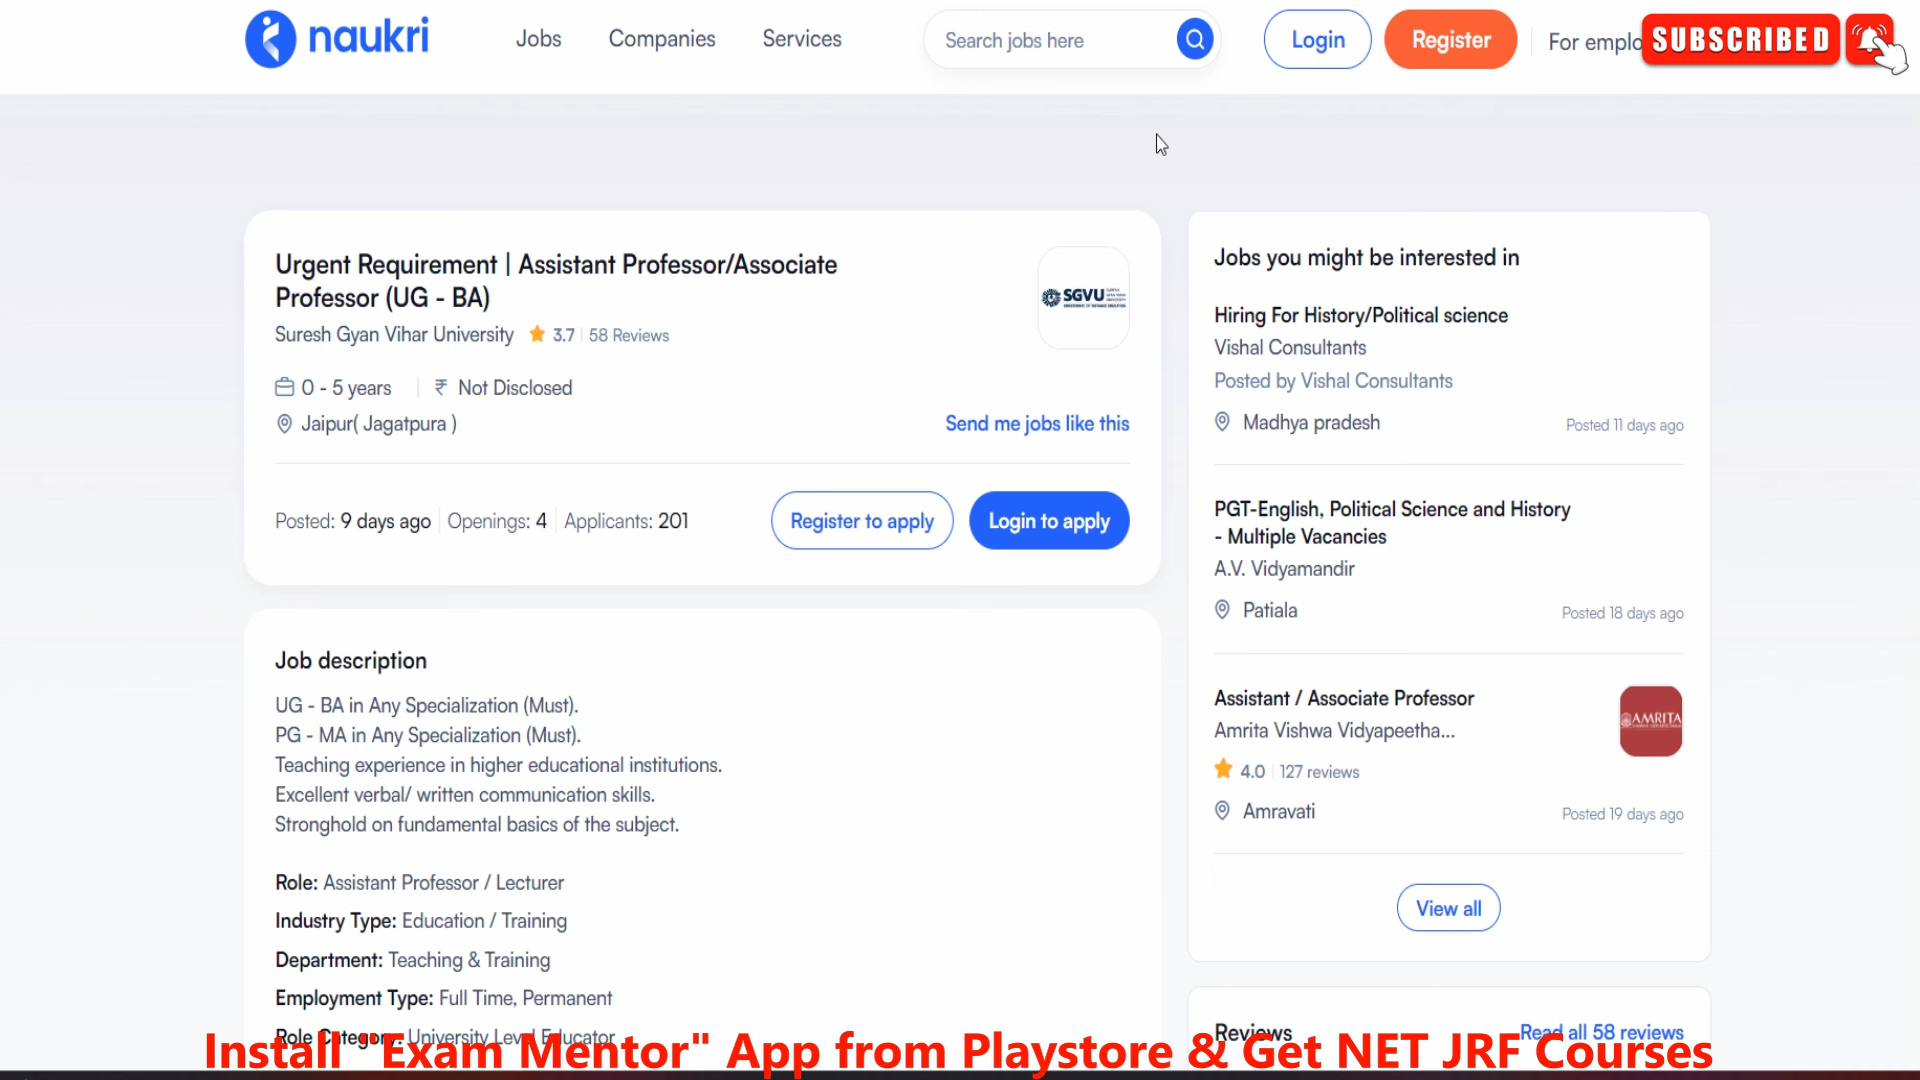 naukri
Jobs
Companies
Services
Search jobs here
Login
Register
For emplo
SUBSCRIBED
Urgent Requirement | Assistant Professor/Associate
Professor (UG - BA)
Suresh Gyan Vihar University 3.7 58 Reviews
SGVU
0 - 5 years ₹ Not Disclosed
Jaipur( Jagatpura )
Send me jobs like this
Posted: 9 days ago Openings: 4 Applicants: 201
Register to apply
Login to apply
Job description
UG - BA in Any Specialization (Must).
PG - MA in Any Specialization (Must).
Teaching experience in higher educational institutions.
Excellent verbal/ written communication skills.
Stronghold on fundamental basics of the subject.
Role: Assistant Professor / Lecturer
Industry Type: Education / Training
Department: Teaching & Training
Employment Type: Full Time, Permanent
Role Category: University Level Educator
Jobs you might be interested in
Hiring For History/Political science
Vishal Consultants
Posted by Vishal Consultants
Madhya pradesh
Posted 11 days ago
PGT-English, Political Science and History
- Multiple Vacancies
A.V. Vidyamandir
Patiala
Posted 18 days ago
Assistant / Associate Professor
Amrita Vishwa Vidyapeetha...
AMRITA
4.0 127 reviews
Amravati
Posted 19 days ago
View all
Reviews
Read all 58 reviews
Install "Exam Mentor" App from Playstore & Get NET JRF Courses